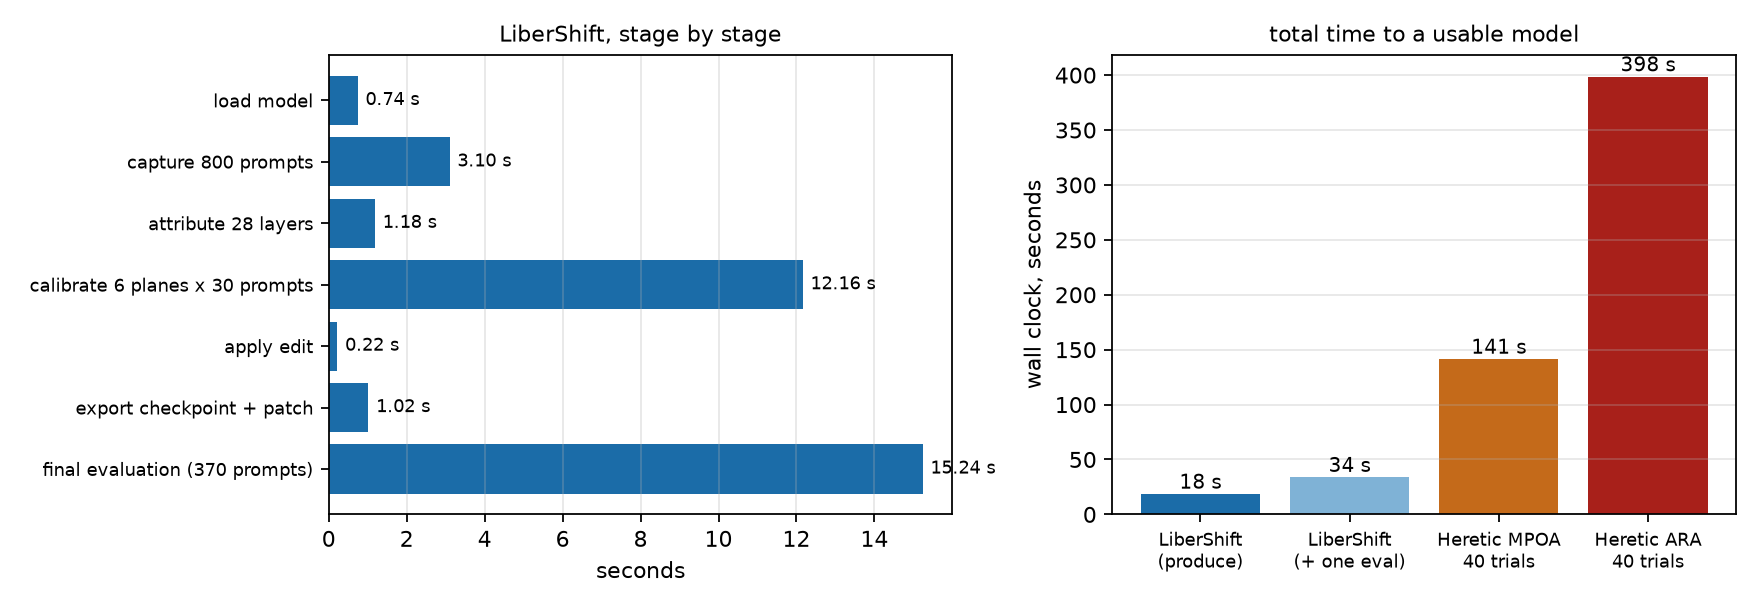 LiberShift, stage by stage
load model
0.74 s
capture 800 prompts
3.10 s
attribute 28 layers
1.18 s
calibrate 6 planes x 30 prompts
12.16 s
apply edit
0.22 s
export checkpoint + patch
1.02 s
final evaluation (370 prompts)
15.24 s
0 2 4 6 8 10 12 14
seconds
total time to a usable model
wall clock, seconds
400
350
300
250
200
150
100
50
0
18 s
34 s
141 s
398 s
LiberShift
(produce)
LiberShift
(+ one eval)
Heretic MPOA
40 trials
Heretic ARA
40 trials